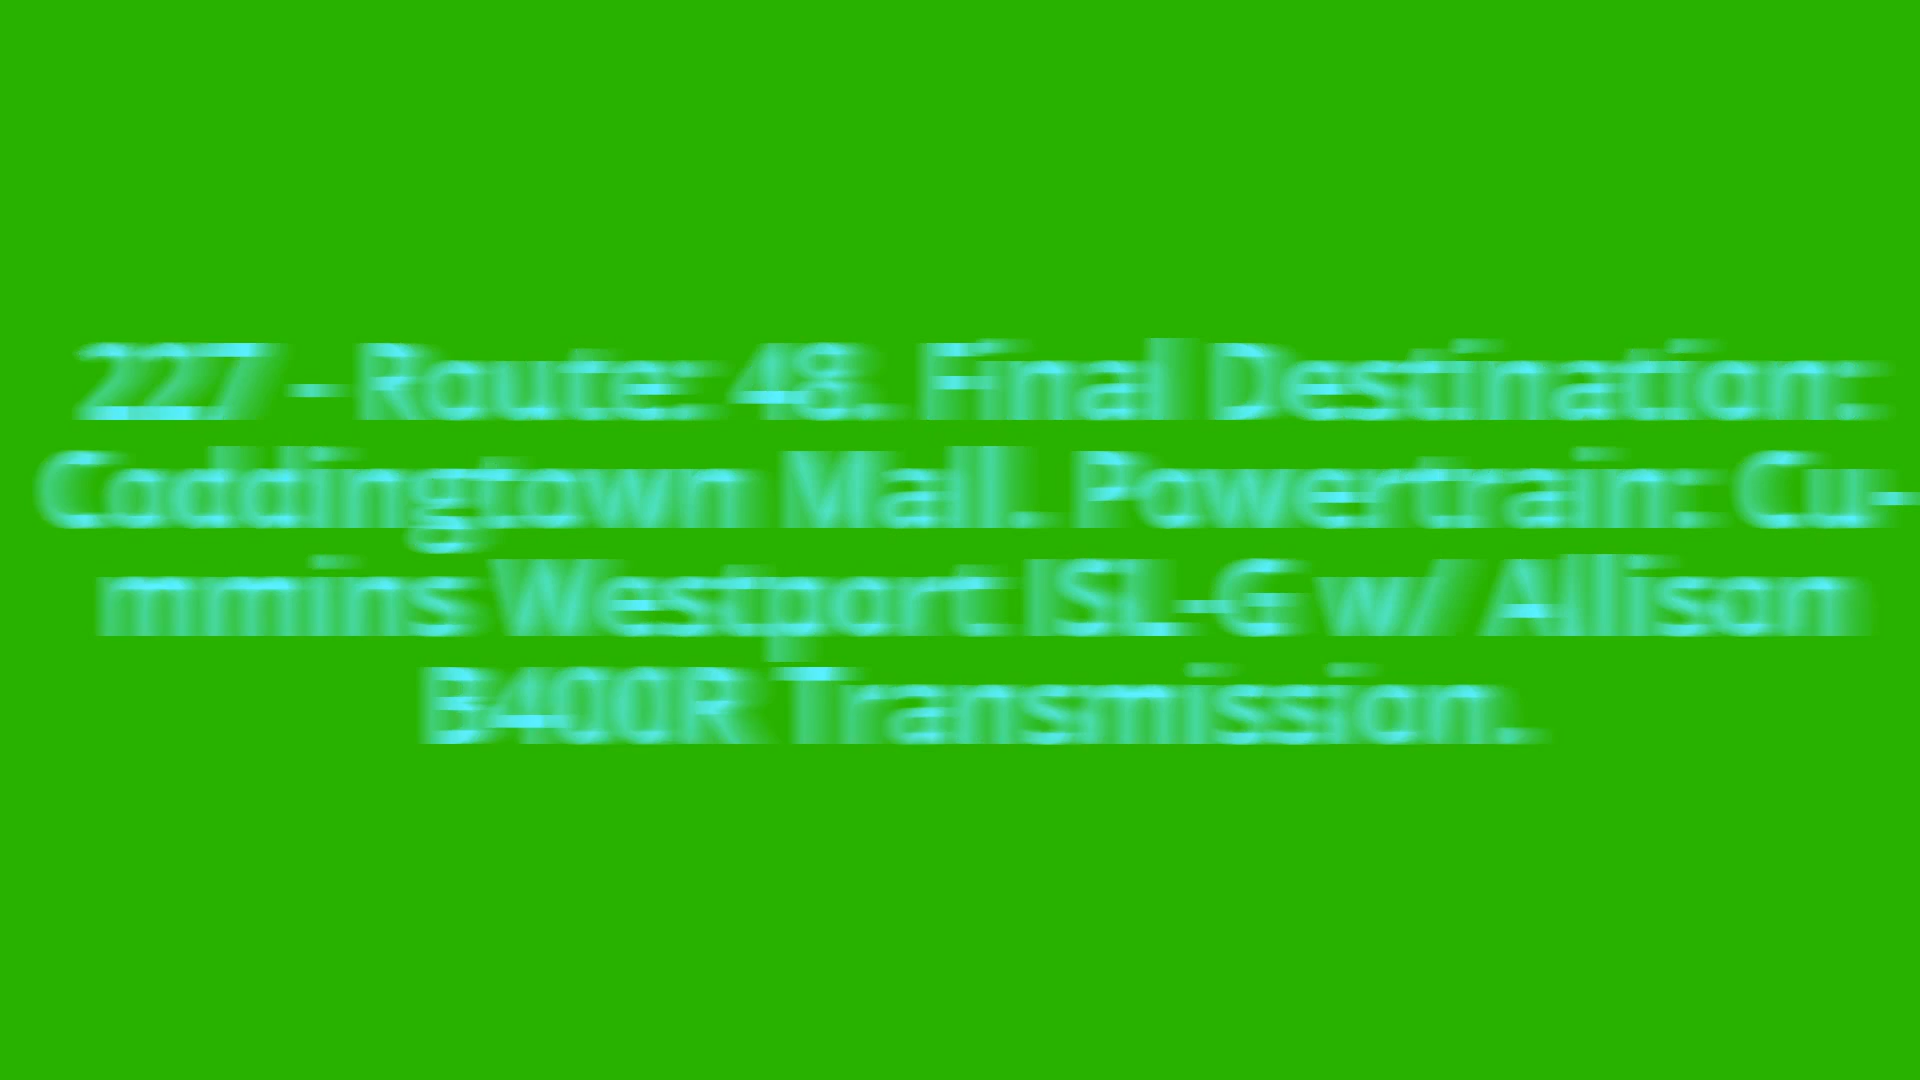 227 - Route: 48. Final Destination:
Coddingtown Mall. Powertrain: Cu-
mmins Westport ISL-G w/ Allison
B400R Transmission.